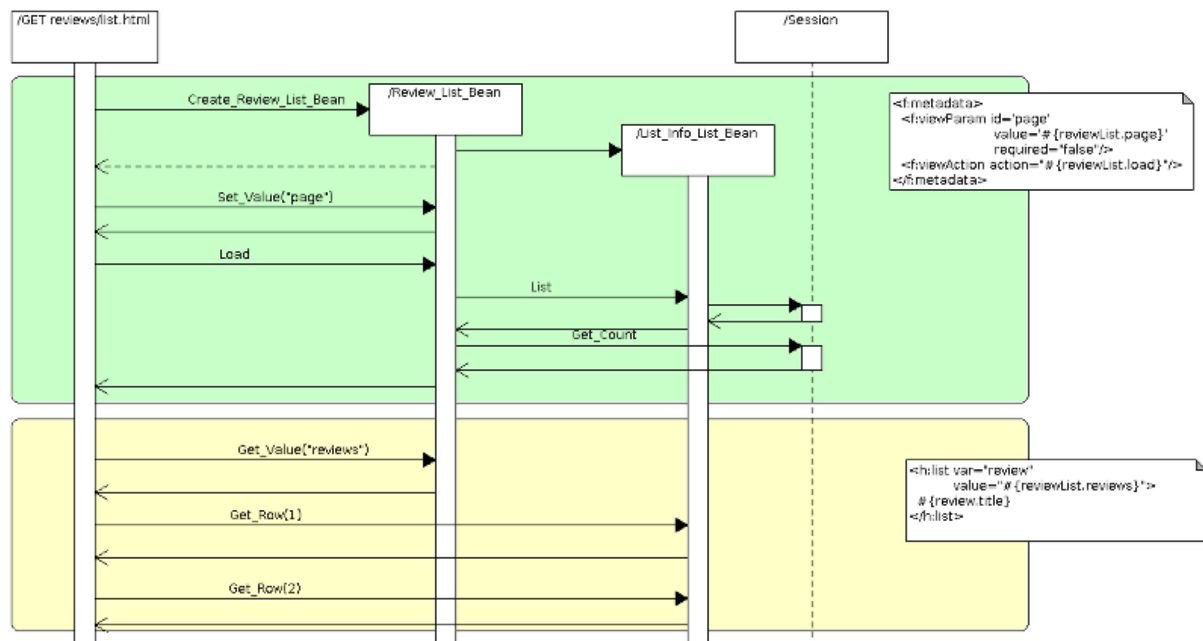 /GET reviews/list.html
/Session
Create_Review_List_Bean
/Review_List_Bean
/List_Info_List_Bean
<f:metadata>
<f:viewParam id='page'
value='#{reviewList.page}'
required="false"/>
<f:viewAction action="#{reviewList.load}"/>
</f:metadata>
Set_Value("page")
Load
List
Get_Count
Get_Value("reviews")
<h:list var="review"
value="#{reviewList.reviews}">
#{review.title}
</h:list>
Get_Row(1)
Get_Row(2)